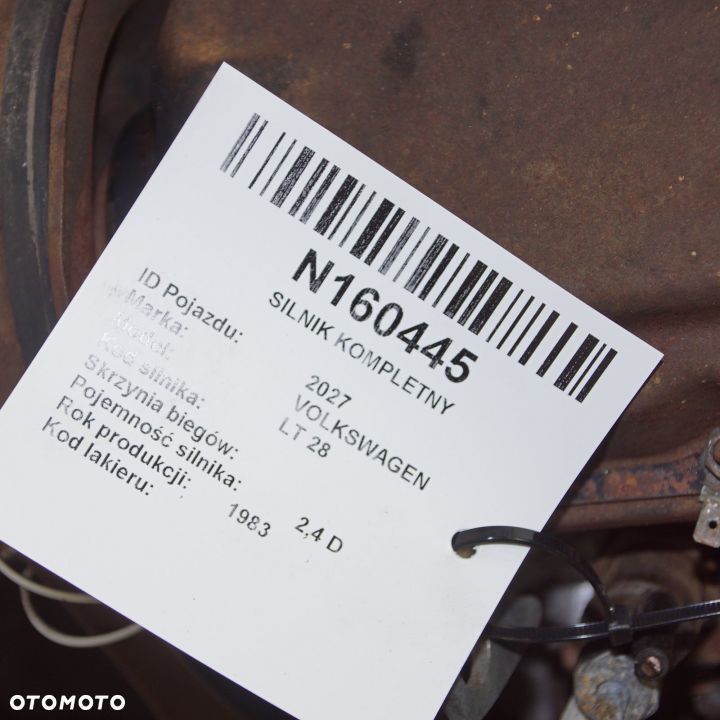 N160445
SILNIK KOMPLETNY
ID Pojazdu: 2027
Marka: VOLKSWAGEN
Model: LT 28
Kod silnika:
Skrzynia biegów:
Pojemność silnika: 2,4 D
Rok produkcji: 1983
Kod lakieru:
OTOMOTO